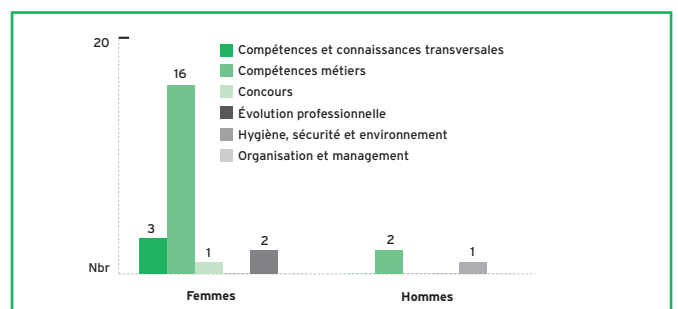 20
Compétences et connaissances transversales
Compétences métiers
Concours
Évolution professionnelle
Hygiène, sécurité et environnement
Organisation et management
16
3
1
2
2
1
Nbr
Femmes
Hommes